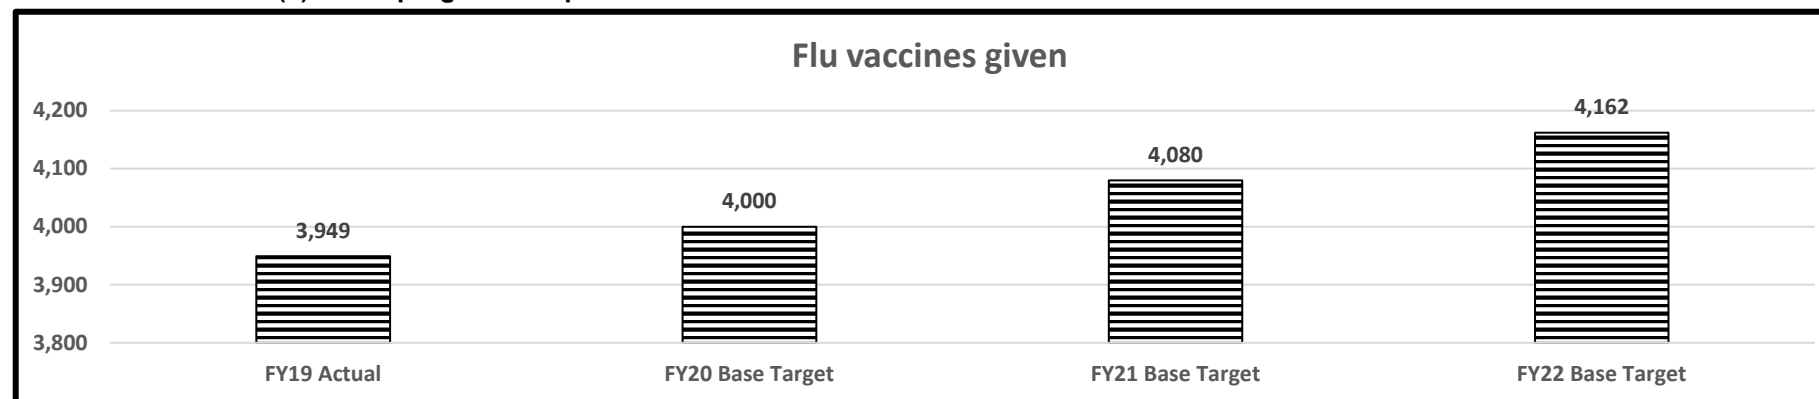 Flu vaccines given
4,200
4,162
4,100
4,080
4,000
4,000
3,949
3,900
3,800
FY19 Actual
FY20 Base Target
FY21 Base Target
FY22 Base Target